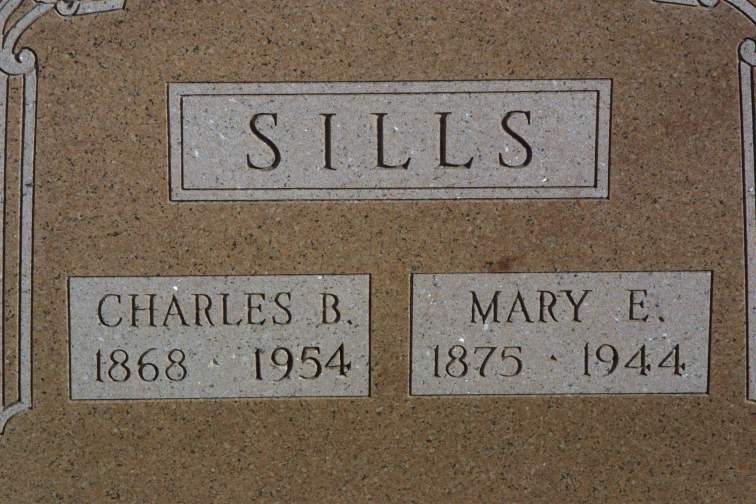 SILLS
CHARLES B.
1868 · 1954
MARY E.
1875 · 1944